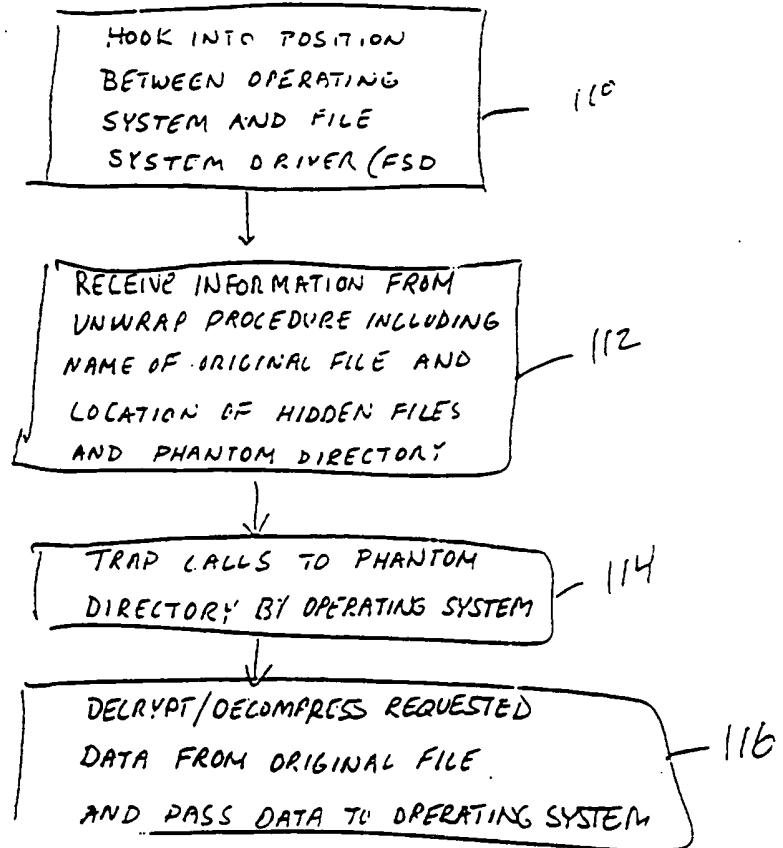 HOOK INTO POSITION
BETWEEN OPERATING
SYSTEM AND FILE
SYSTEM DRIVER (FSD
110
RECEIVE INFORMATION FROM
UNWRAP PROCEDURE INCLUDING
NAME OF ORIGINAL FILE AND
LOCATION OF HIDDEN FILES
AND PHANTOM DIRECTORY
112
TRAP CALLS TO PHANTOM
DIRECTORY BY OPERATING SYSTEM
114
DECRYPT/DECOMPRESS REQUESTED
DATA FROM ORIGINAL FILE
AND PASS DATA TO OPERATING SYSTEM
116